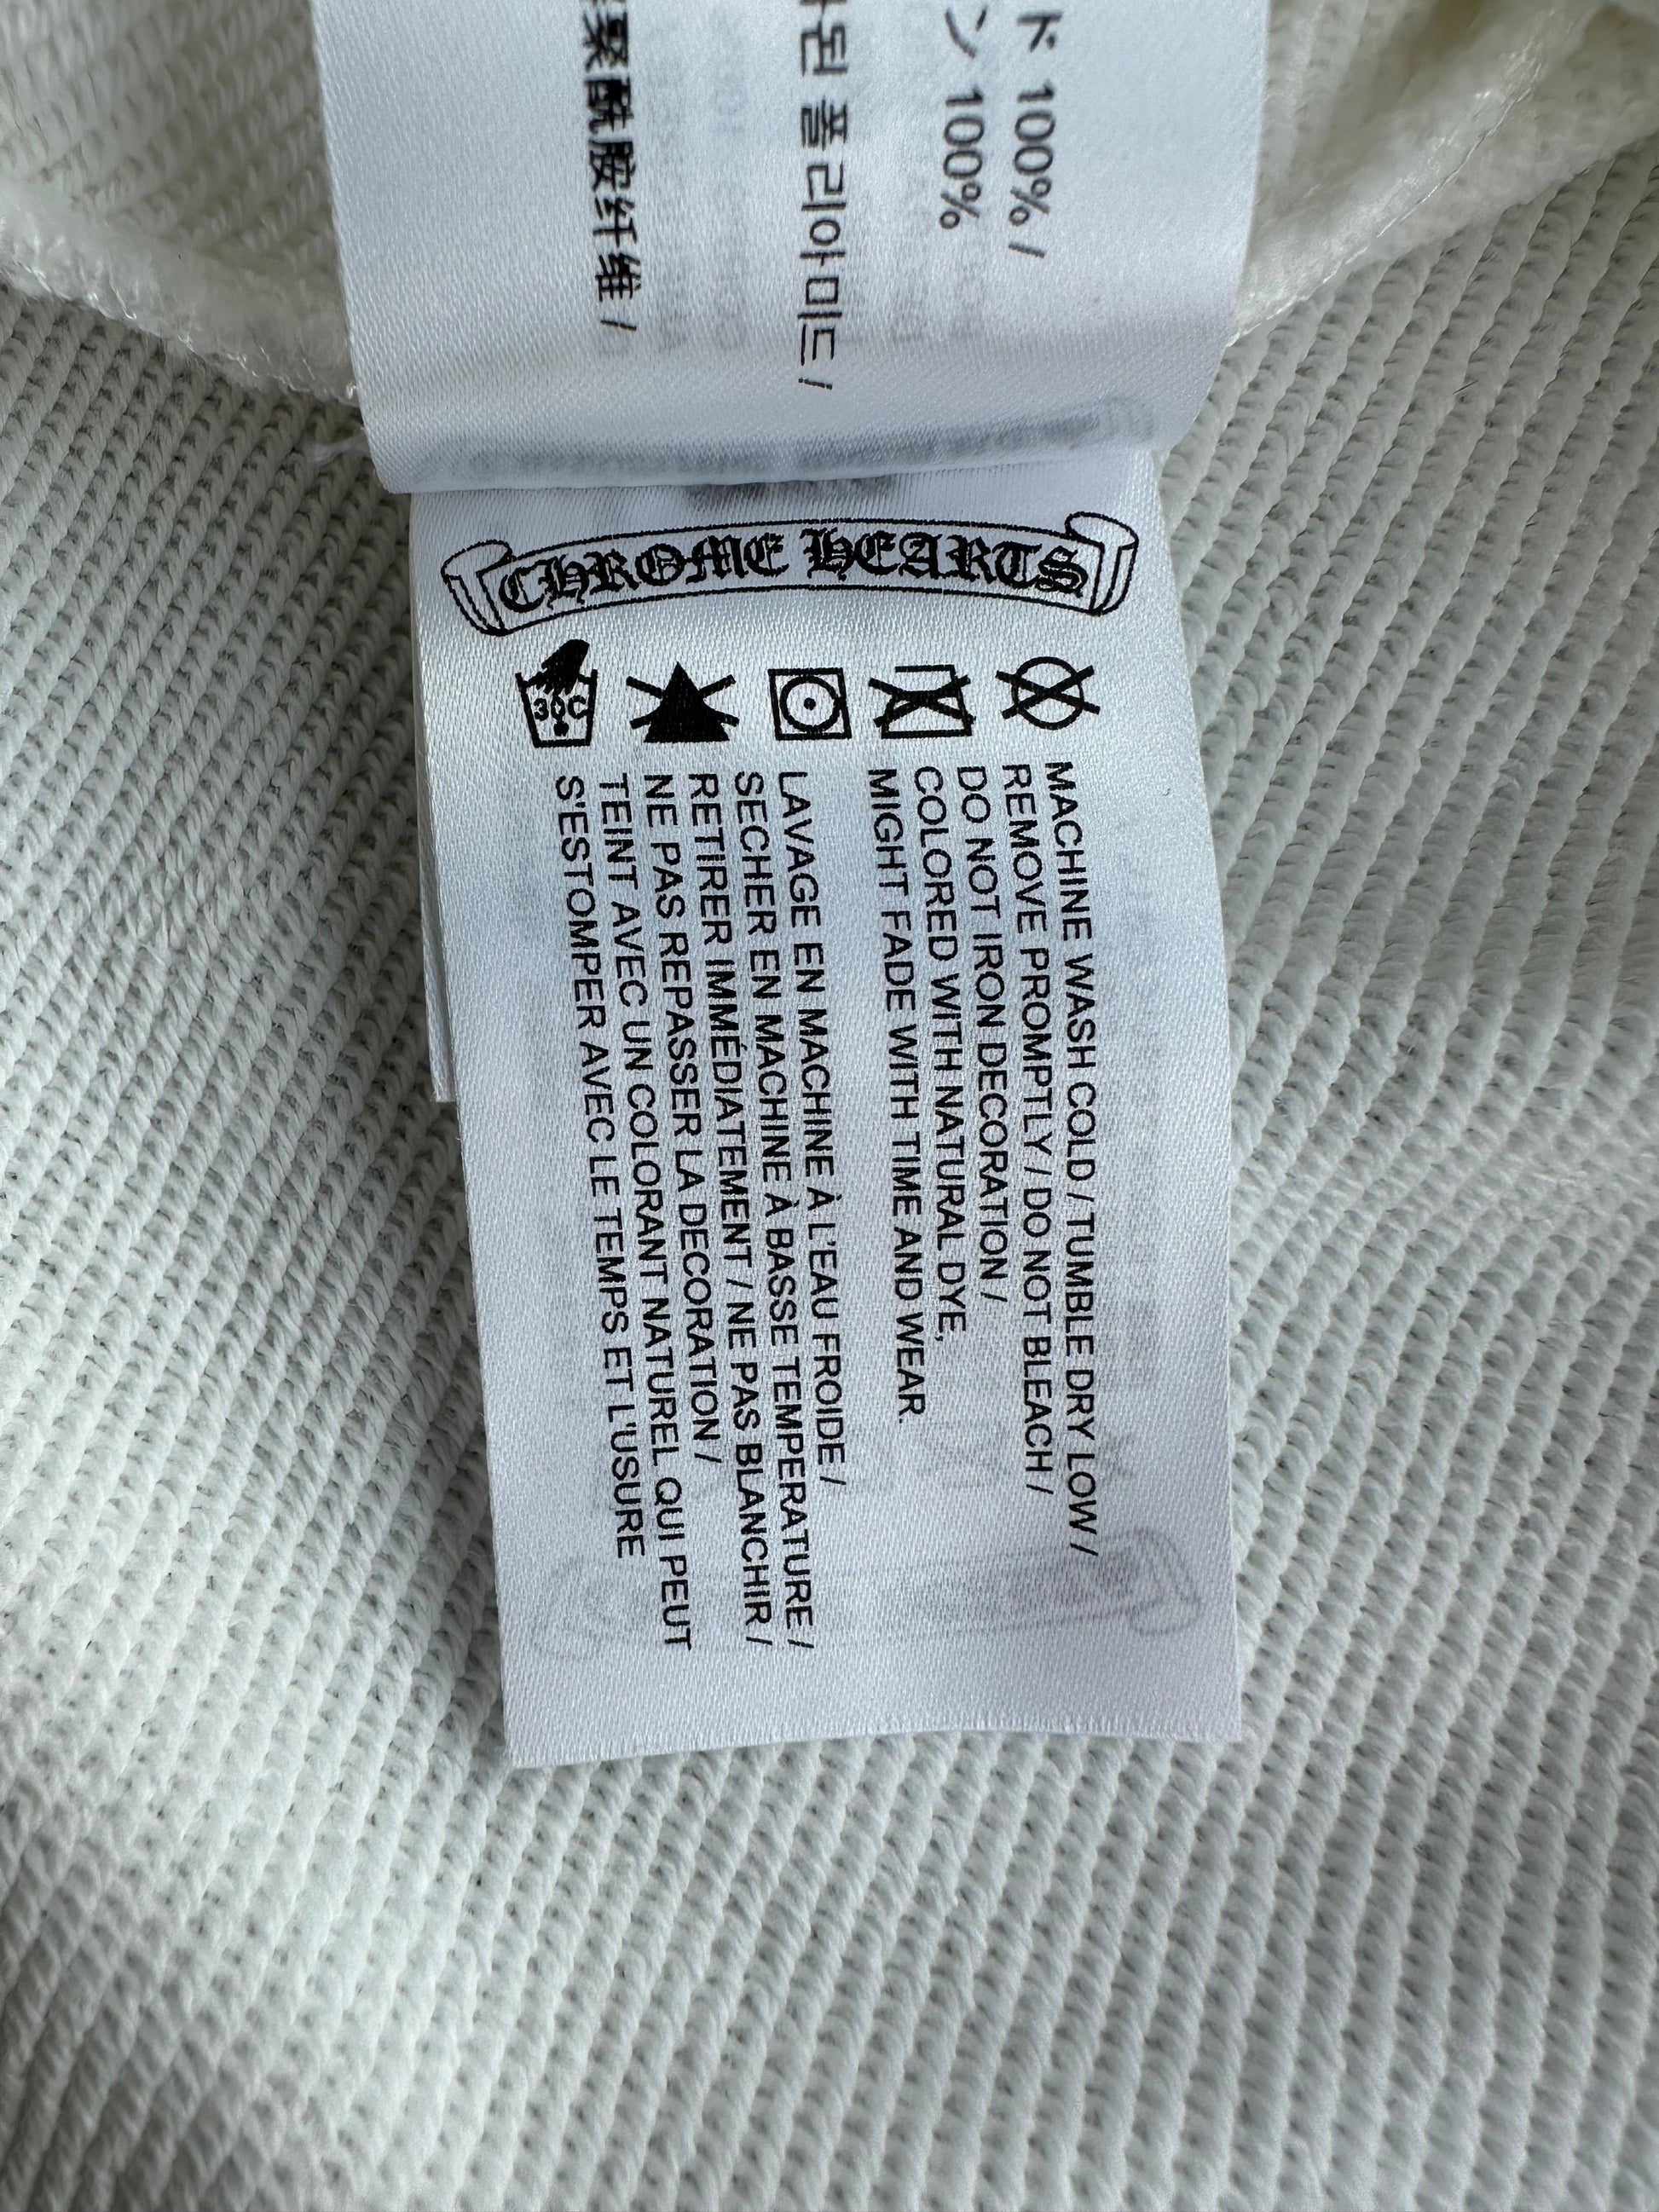 ド 100% /
ン 100%
된 폴리아미드 /
聚酰胺纤维 /
CHROME HEARTS
30C
MACHINE WASH COLD / TUMBLE DRY LOW /
REMOVE PROMPTLY / DO NOT BLEACH /
DO NOT IRON DECORATION /
COLORED WITH NATURAL DYE,
MIGHT FADE WITH TIME AND WEAR.
LAVAGE EN MACHINE À L'EAU FROIDE /
SECHER EN MACHINE À BASSE TEMPERATURE /
RETIRER IMMÉDIATEMENT / NE PAS BLANCHIR /
NE PAS REPASSER LA DECORATION /
TEINT AVEC UN COLORANT NATUREL QUI PEUT
S'ESTOMPER AVEC LE TEMPS ET L'USURE